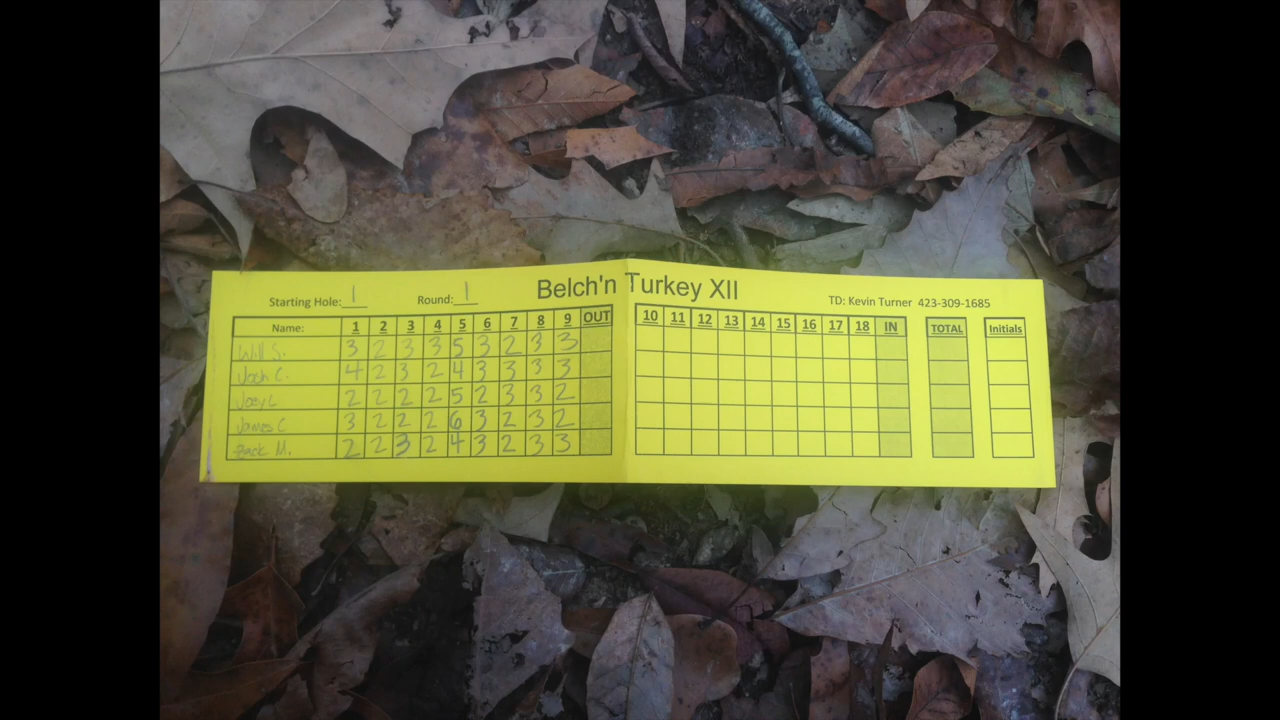 Belch'n Turkey XII
Starting Hole: 1 Round: 1 TD: Kevin Turner 423-309-1685
Name: 1 2 3 4 5 6 7 8 9 OUT 10 11 12 13 14 15 16 17 18 IN TOTAL Initials
Will S. 3 2 3 3 5 3 2 3 3
Josh C. 4 2 3 2 4 3 3 3 3
Joey L 2 2 2 2 5 2 3 3 2
James C 3 2 2 2 6 3 2 3 2
Zack M. 2 2 3 2 4 3 2 3 3